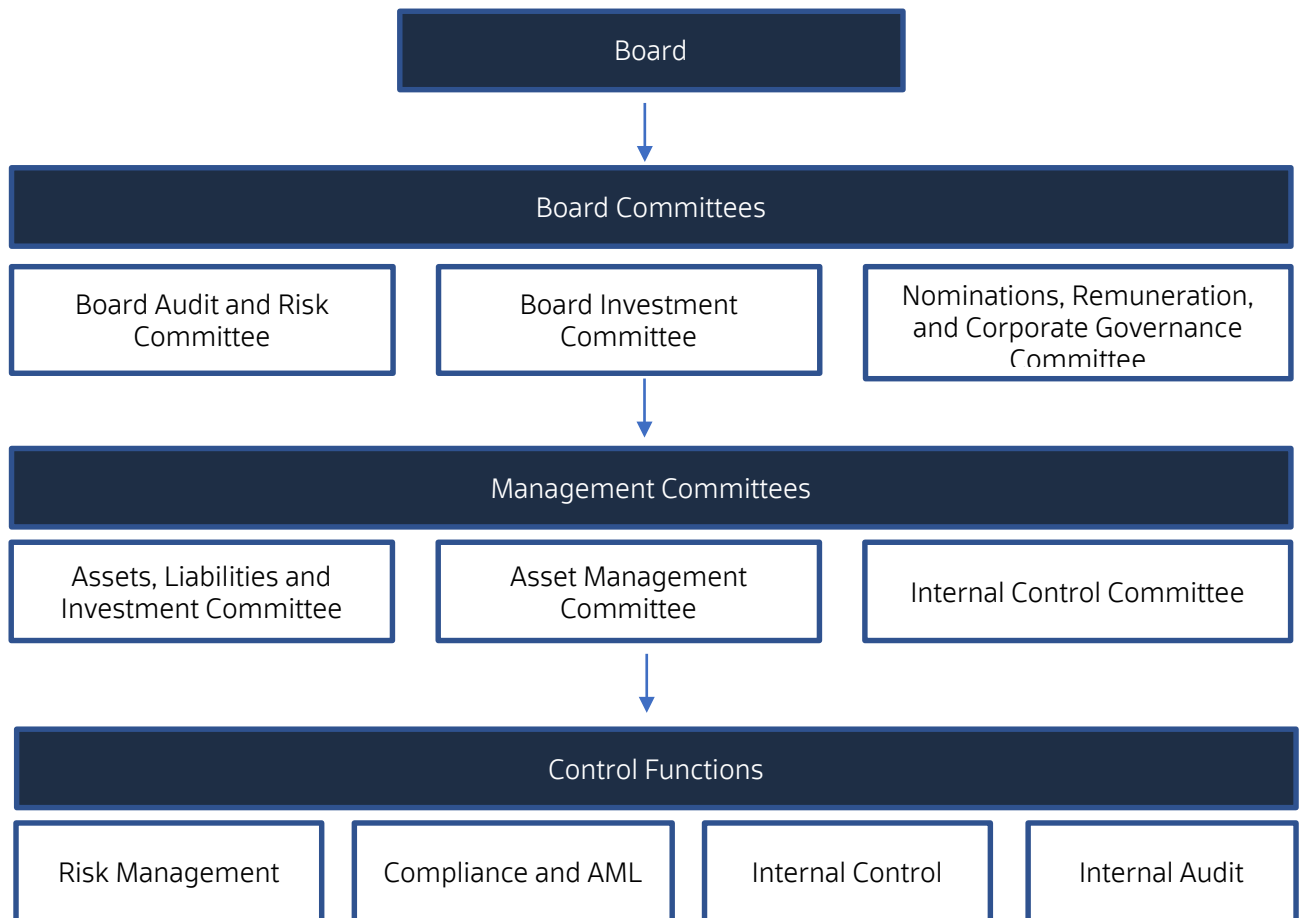 Board
Board Committees
Board Audit and Risk
Committee
Board Investment
Committee
Nominations, Remuneration,
and Corporate Governance
Committee
Management Committees
Assets, Liabilities and
Investment Committee
Asset Management
Committee
Internal Control Committee
Control Functions
Risk Management
Compliance and AML
Internal Control
Internal Audit